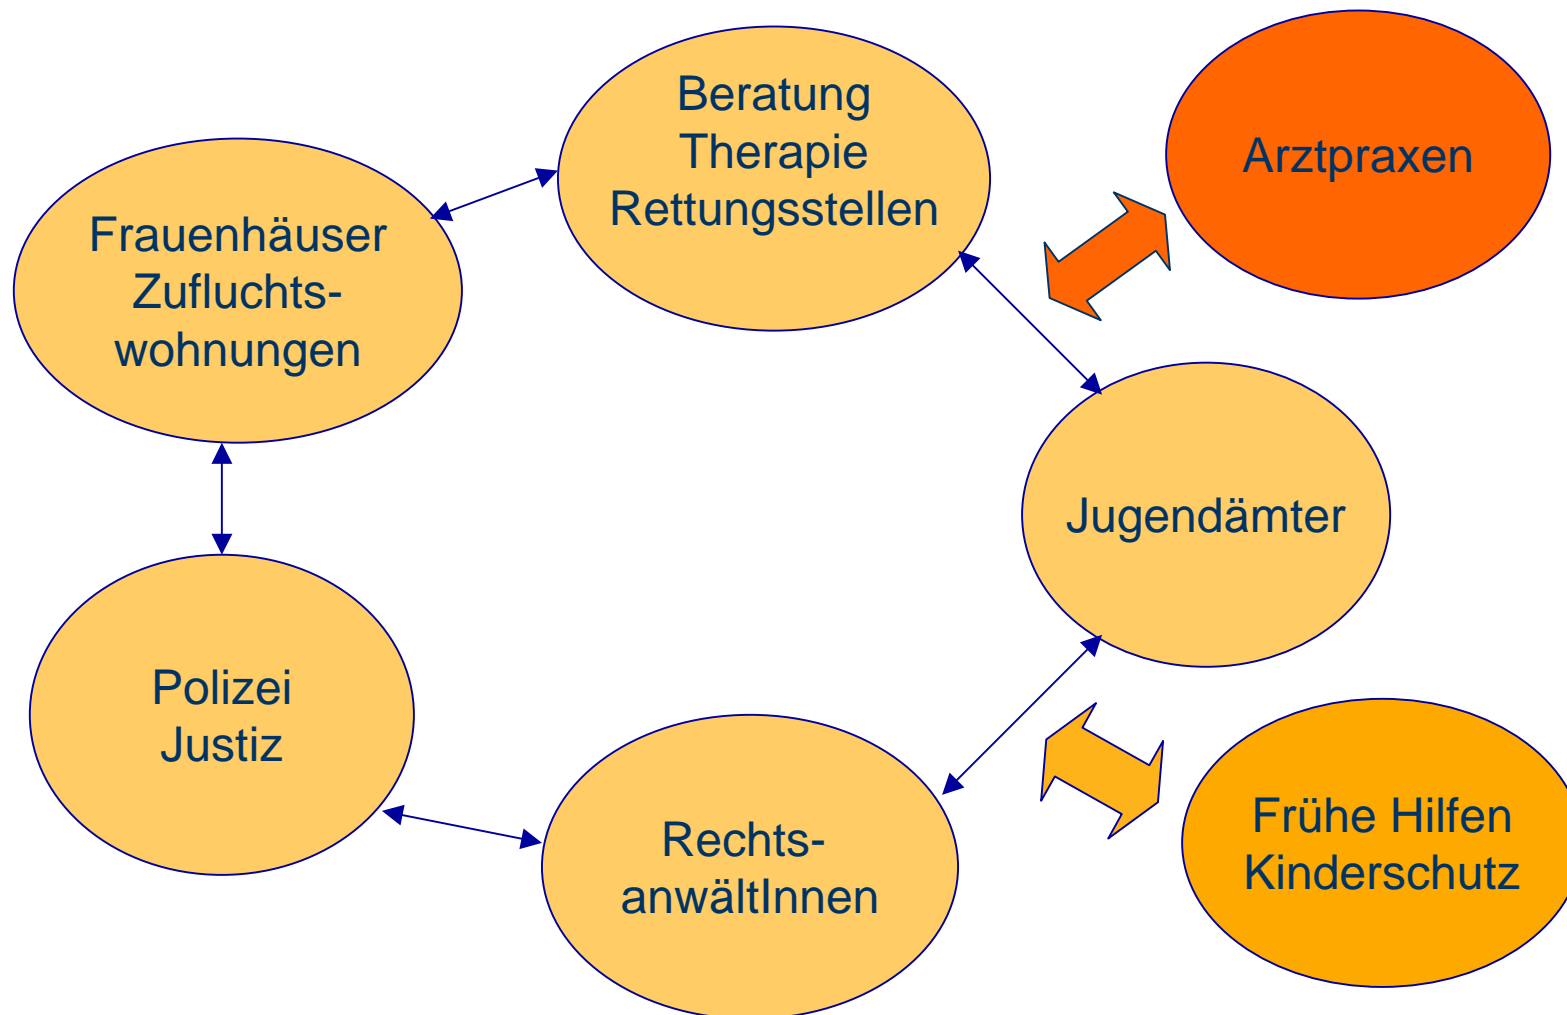 Beratung
Therapie
Rettungsstellen
Arztpraxen
Frauenhäuser
Zufluchts-
wohnungen
Jugendämter
Polizei
Justiz
Rechts-
anwältInnen
Frühe Hilfen
Kinderschutz